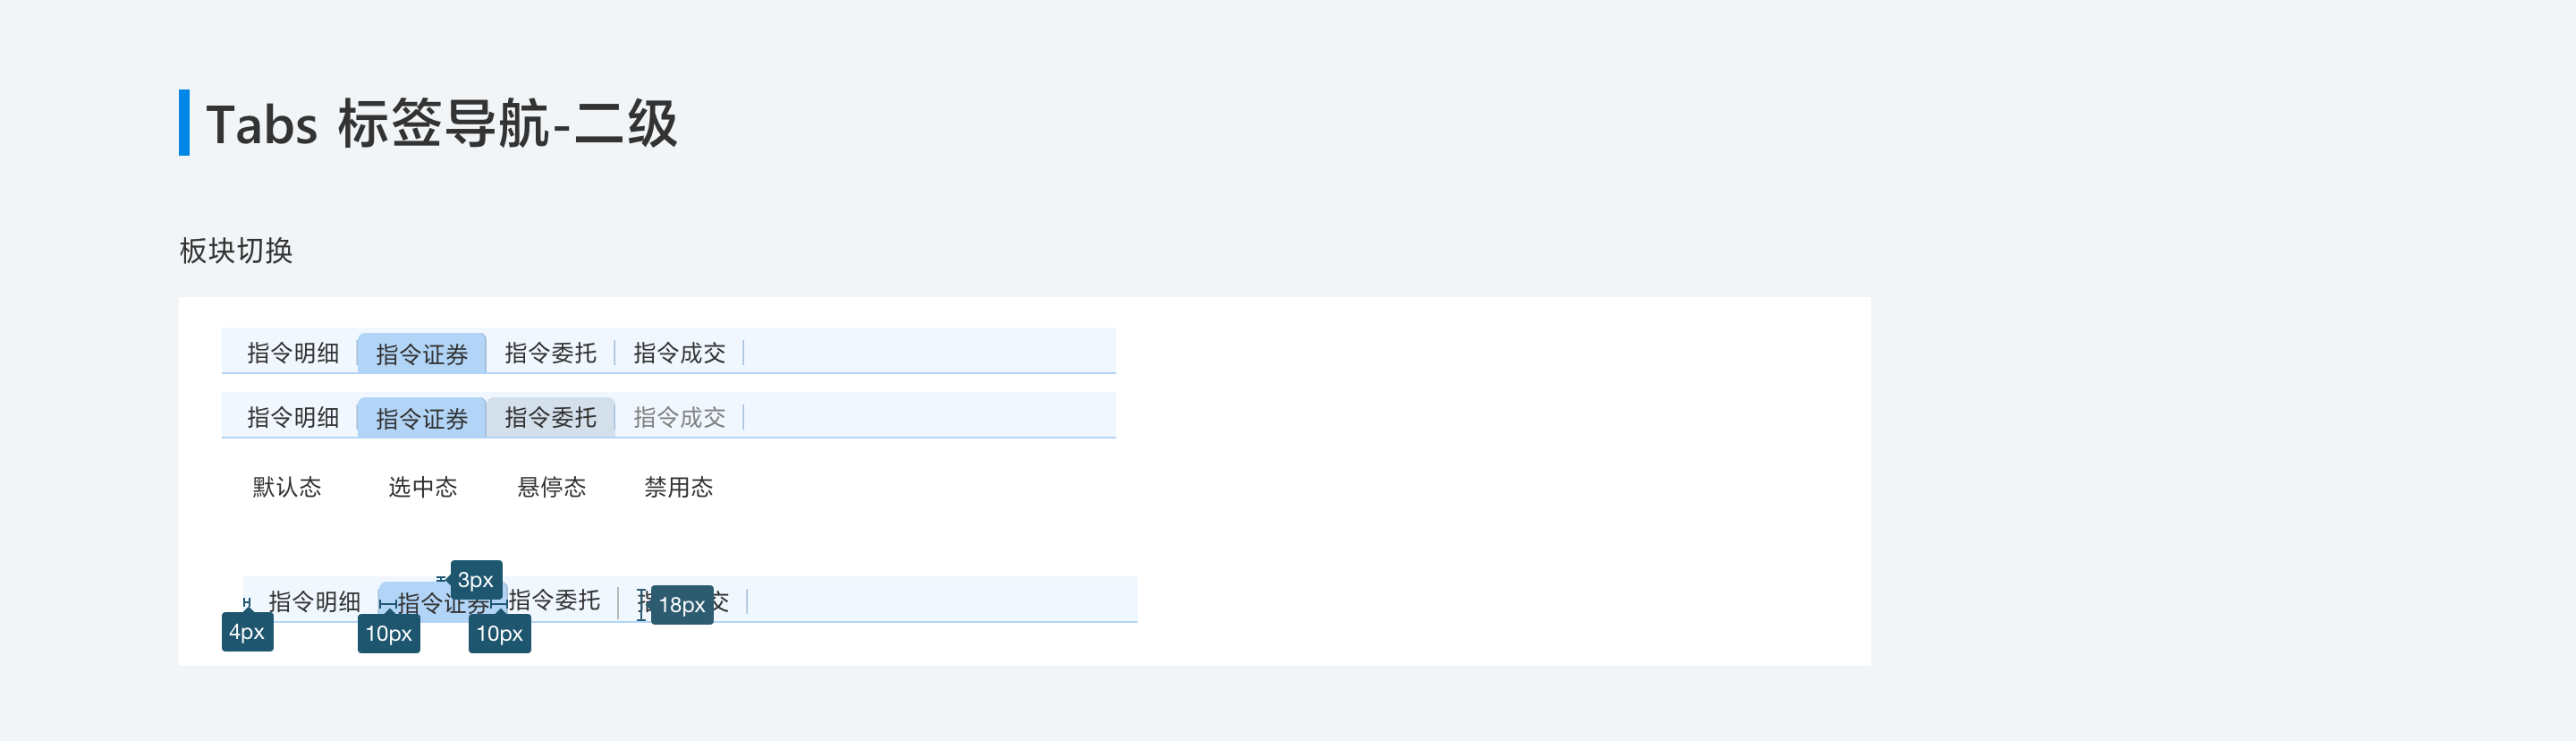 Tabs 标签导航-二级
板块切换
指令明细 指令证券 指令委托 指令成交
指令明细 指令证券 指令委托 指令成交
默认态 选中态 悬停态 禁用态
3px
指令明细 指令证券 指令委托 交
18px
4px 10px 10px